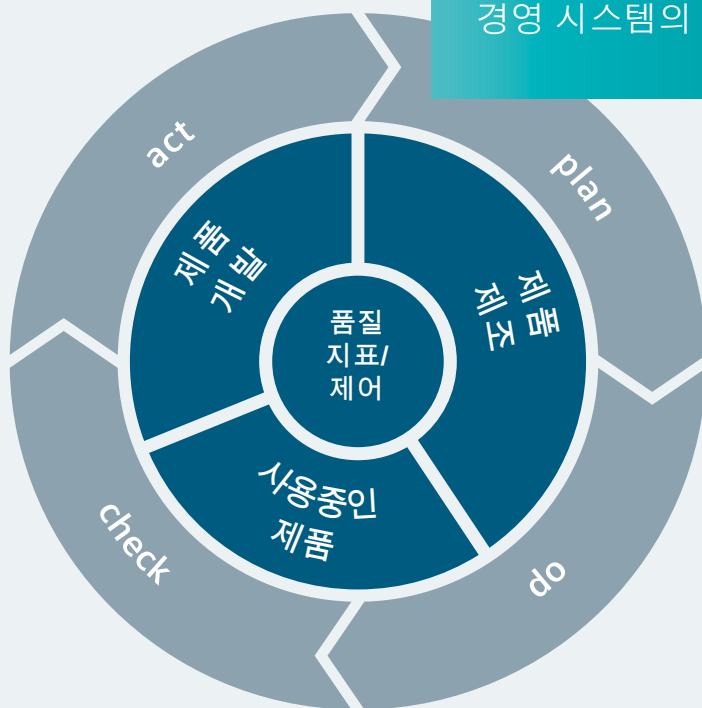 경영 시스템의
act
plan
제품
개발
제품
제조
품질
지표/
제어
사용중인
제품
check
do